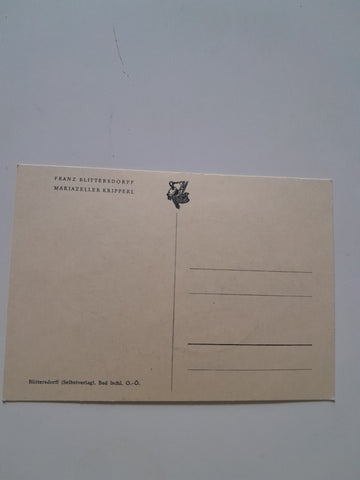 FRANZ BLITTERSDORFF
MARIAZELLER KRIPPERL
Blittersdorff (Selbstverlag), Bad Ischl, O.-Ö.